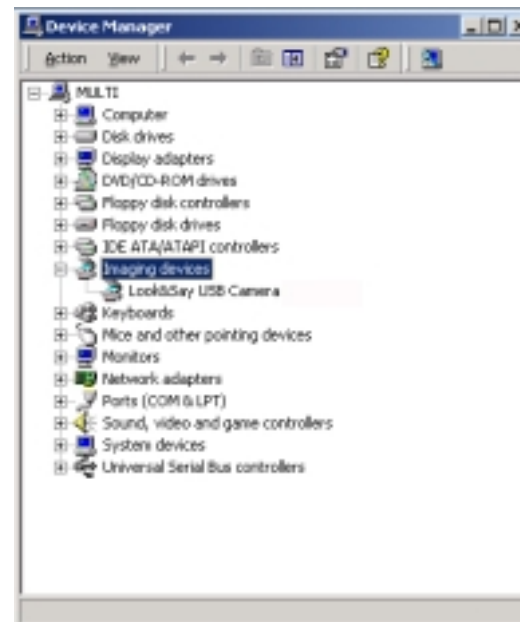 Device Manager
Action View
MULTI
Computer
Disk drives
Display adapters
DVD/CD-ROM drives
Floppy disk controllers
Floppy disk drives
IDE ATA/ATAPI controllers
Imaging devices
Look&Say USB Camera
Keyboards
Mice and other pointing devices
Monitors
Network adapters
Ports (COM & LPT)
Sound, video and game controllers
System devices
Universal Serial Bus controllers